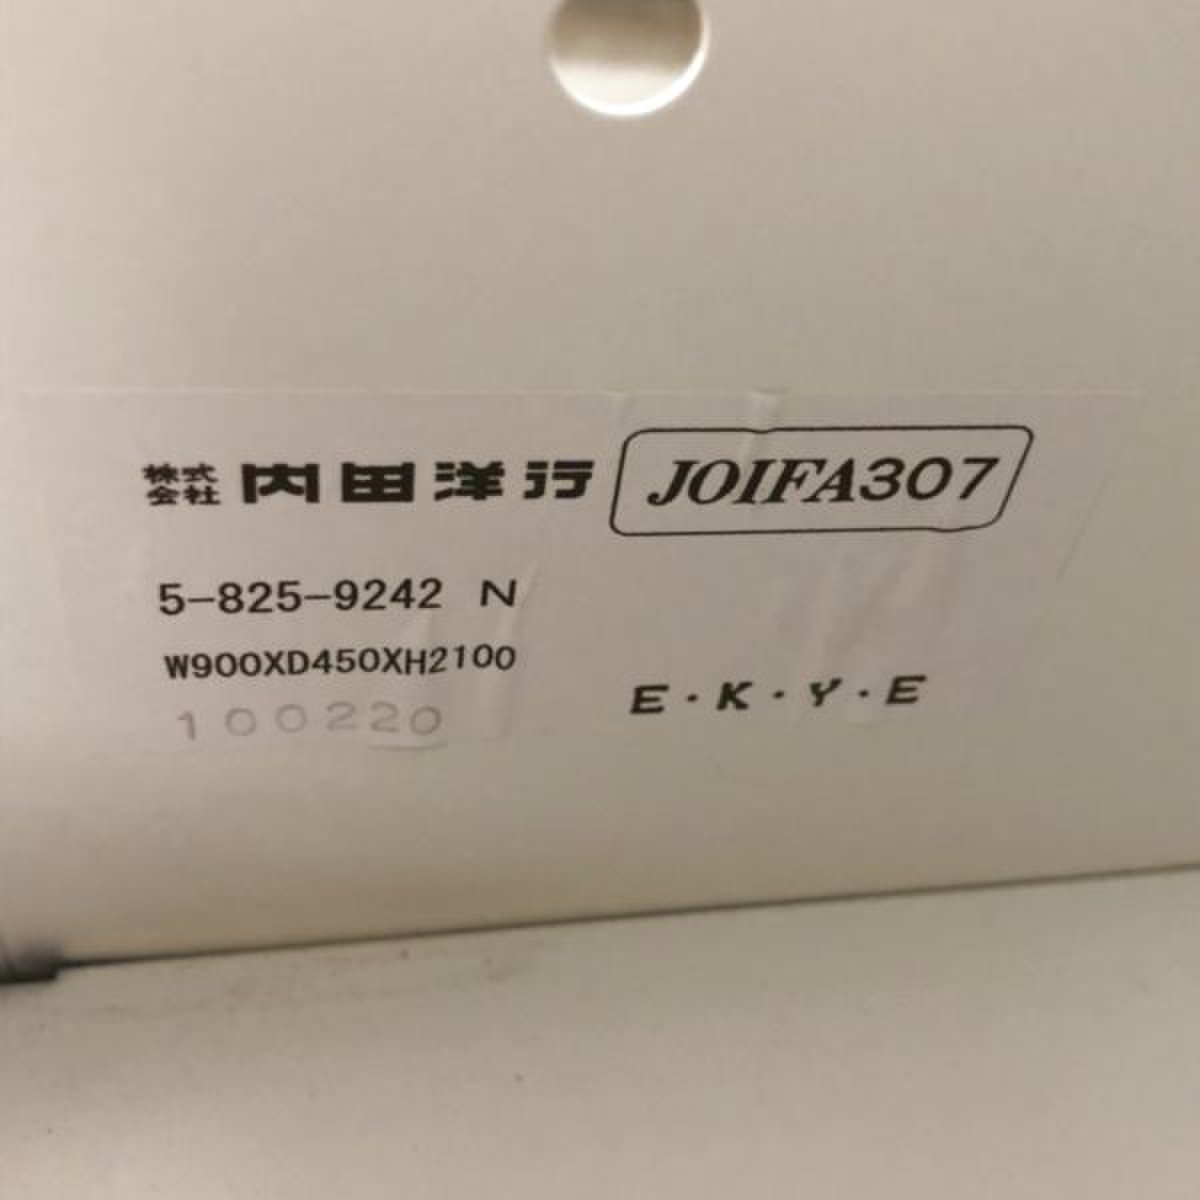 株式会社 内田洋行 JOIFA307
5-825-9242 N
W900XD450XH2100
E・K・Y・E
100220